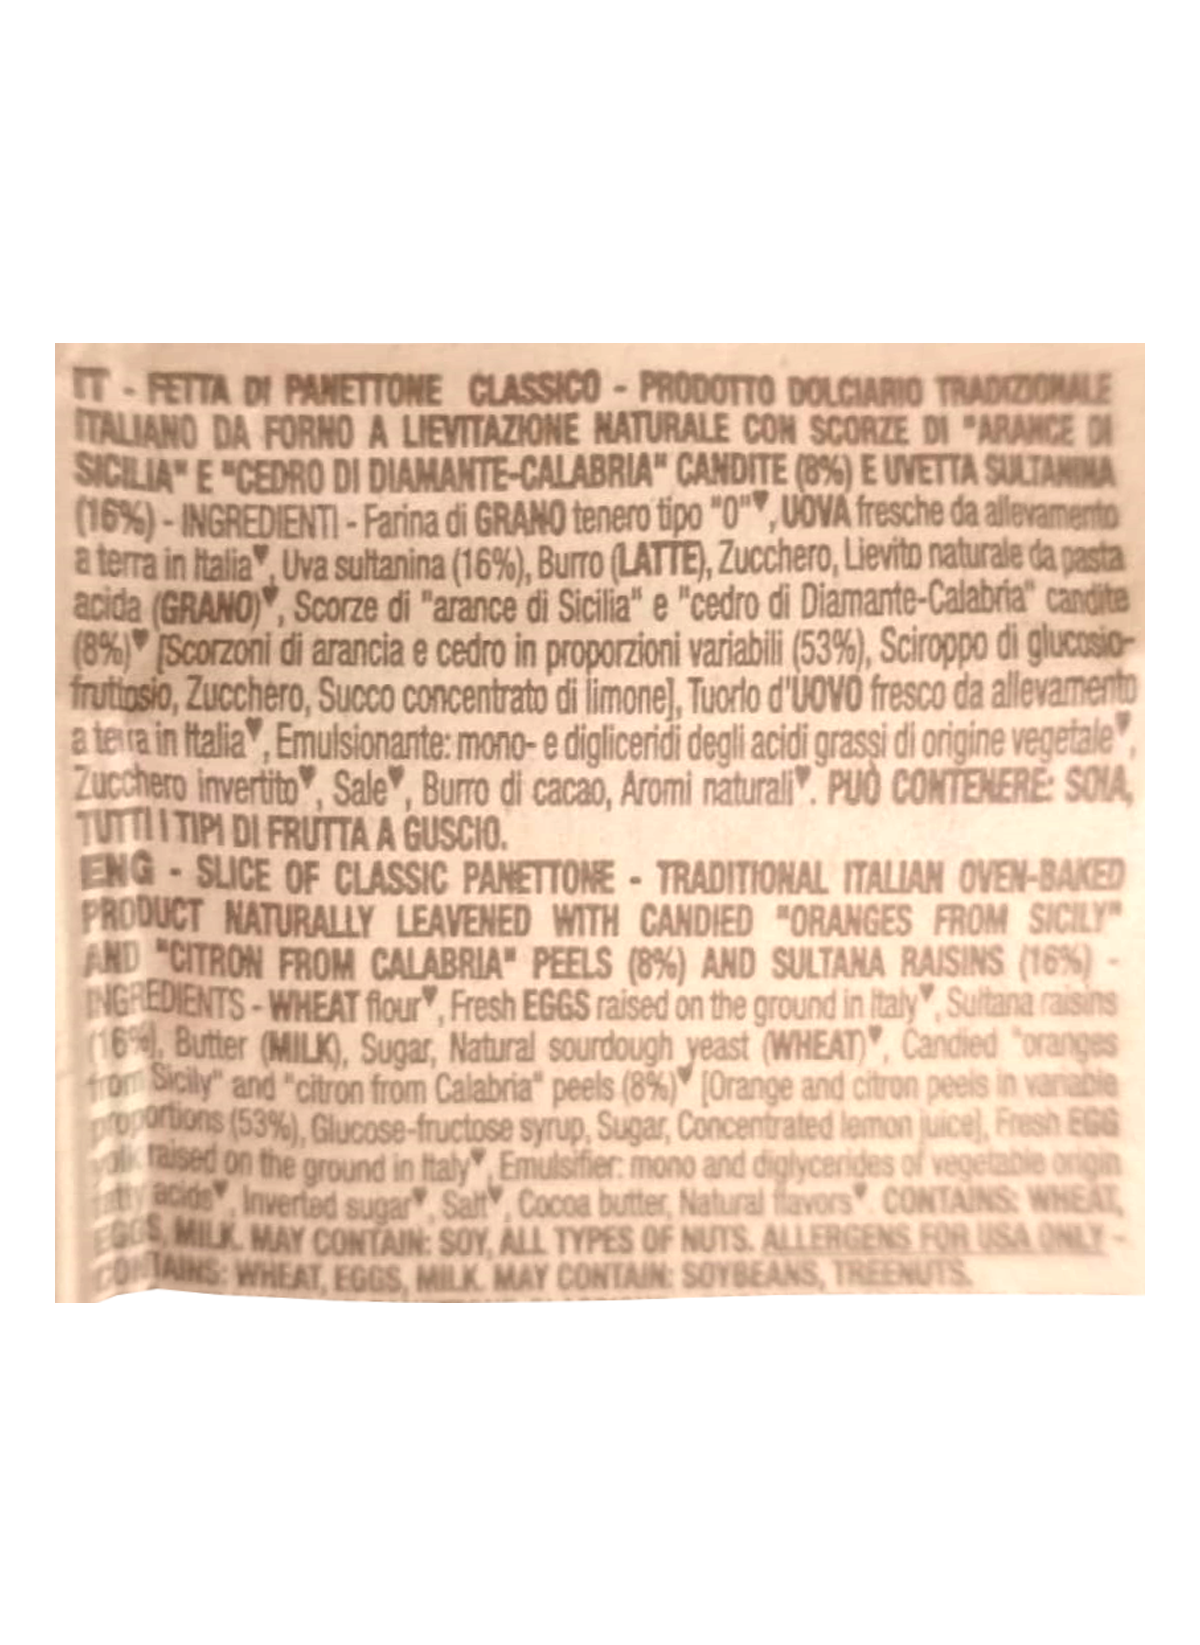 IT - FETTA DI PANETTONE CLASSICO - PRODOTTO DOLCIARIO TRADIZIONALE
ITALIANO DA FORNO A LIEVITAZIONE NATURALE CON SCORZE DI "ARANCE DI
SICILIA" E "CEDRO DI DIAMANTE-CALABRIA" CANDITE (8%) E UVETTA SULTANINA
(16%) - INGREDIENTI - Farina di GRANO tenero tipo "0"♥, UOVA fresche da allevamento
a terra in Italia♥, Uva sultanina (16%), Burro (LATTE), Zucchero, Lievito naturale da pasta
acida (GRANO)♥, Scorze di "arance di Sicilia" e "cedro di Diamante-Calabria" candite
(8%)♥ [Scorzoni di arancia e cedro in proporzioni variabili (53%), Sciroppo di glucosio-
fruttosio, Zucchero, Succo concentrato di limone], Tuorlo d'UOVO fresco da allevamento
a terra in Italia♥, Emulsionante: mono- e digliceridi degli acidi grassi di origine vegetale♥,
Zucchero invertito♥, Sale♥, Burro di cacao, Aromi naturali♥. PUÒ CONTENERE: SOIA,
TUTTI I TIPI DI FRUTTA A GUSCIO.
ENG - SLICE OF CLASSIC PANETTONE - TRADITIONAL ITALIAN OVEN-BAKED
PRODUCT NATURALLY LEAVENED WITH CANDIED "ORANGES FROM SICILY"
AND "CITRON FROM CALABRIA" PEELS (8%) AND SULTANA RAISINS (16%) -
INGREDIENTS - WHEAT flour♥, Fresh EGGS raised on the ground in Italy♥, Sultana raisins
(16%), Butter (MILK), Sugar, Natural sourdough yeast (WHEAT)♥, Candied "oranges
from Sicily" and "citron from Calabria" peels (8%)♥ [Orange and citron peels in variable
proportions (53%), Glucose-fructose syrup, Sugar, Concentrated lemon juice], Fresh EGG
yolk raised on the ground in Italy♥, Emulsifier: mono and diglycerides of vegetable origin
fatty acids♥, Inverted sugar♥, Salt♥, Cocoa butter, Natural flavors♥. CONTAINS: WHEAT,
EGGS, MILK. MAY CONTAIN: SOY, ALL TYPES OF NUTS. ALLERGENS FOR USA ONLY -
CONTAINS: WHEAT, EGGS, MILK. MAY CONTAIN: SOYBEANS, TREENUTS.